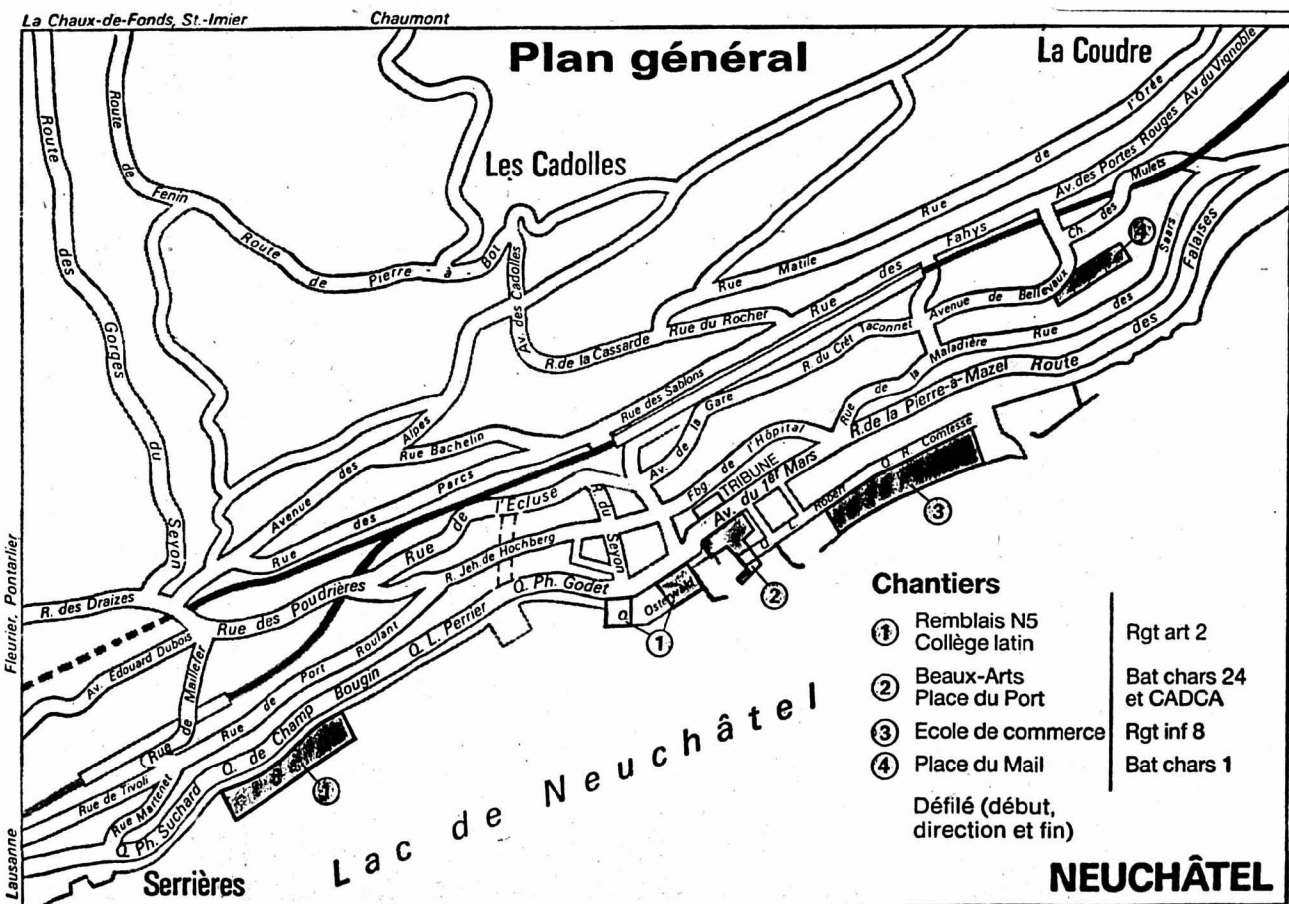 La Chaux-de-Fonds, St.-Imier
Chaumont
Plan général
La Coudre
Les Cadolles
Route des Gorges du Seyon
Route de Fenin
Route de Pierre-à-Bot
Av. des Cadolles
Rue de l'Orée
Av. des Portes Rouges
Av. du Vignoble
Rue Matile
Rue des Fahys
Ch. des Mulets
④
Avenue de Bellevaux
Rue des Saars
Route des Falaises
R. de la Cassarde
Rue du Rocher
R. du Crêt Taconnet
Rue de la Maladière
R. de la Pierre-à-Mazel
Rue des Sablons
Av. de la Gare
Fbg. de l'Hôpital
TRIBUNE
Av. du 1er Mars
Q. L. Robert
Q. R. Comtesse
③
Avenue des Alpes
Rue Bachelin
Rue des Parcs
Rue de l'Ecluse
R. du Seyon
R. Jeh. de Hochberg
Q. Ph. Godet
Q. Osterwald
①
②
R. des Draizes
Rue des Poudrières
Av. Édouard Dubois
Rue de Maillefer
Rue de Port Roulant
Q. L. Perrier
Q. de Champ Bougin
Rue de Tivoli
Rue Martenet
Q. Ph. Suchard
Fleurier, Pontarlier
Lausanne
Serrières
Lac de Neuchâtel
Chantiers
① Remblais N5
Collège latin
Rgt art 2
② Beaux-Arts
Place du Port
Bat chars 24
et CADCA
③ Ecole de commerce
Rgt inf 8
④ Place du Mail
Bat chars 1
Défilé (début,
direction et fin)
NEUCHÂTEL